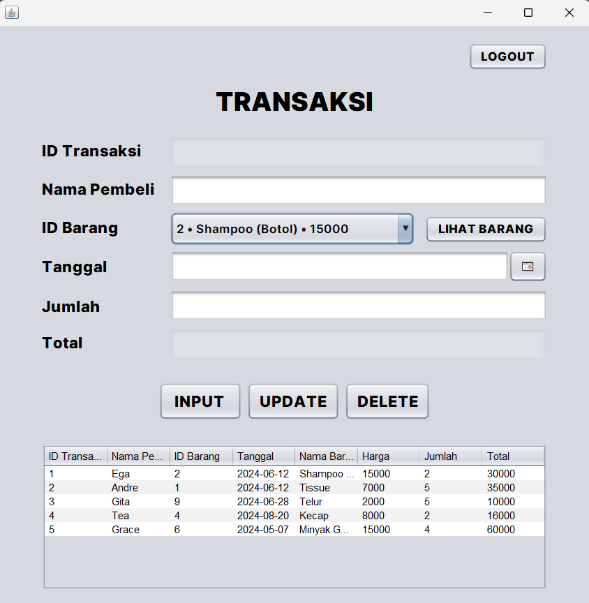 LOGOUT
TRANSAKSI
ID Transaksi
Nama Pembeli
ID Barang 2 • Shampoo (Botol) • 15000 LIHAT BARANG
Tanggal
Jumlah
Total
INPUT UPDATE DELETE
ID Transa... Nama Pe... ID Barang Tanggal Nama Bar... Harga Jumlah Total
1 Ega 2 2024-06-12 Shampoo ... 15000 2 30000
2 Andre 1 2024-06-12 Tissue 7000 5 35000
3 Gita 9 2024-06-28 Telur 2000 5 10000
4 Tea 4 2024-08-20 Kecap 8000 2 16000
5 Grace 6 2024-05-07 Minyak G... 15000 4 60000